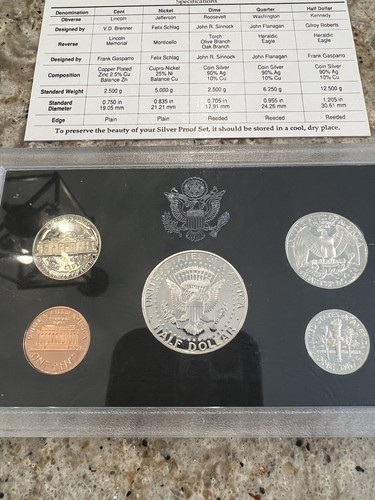 Specifications
Denomination Cent Nickel Dime Quarter Half Dollar
Obverse Lincoln Jefferson Roosevelt Washington Kennedy
Designed by V.D. Brenner Felix Schlag John R. Sinnock John Flanagan Gilroy Roberts
Reverse Lincoln Memorial Monticello Torch Olive Branch Oak Branch Heraldic Eagle Heraldic Eagle
Designed by Frank Gasparro Felix Schlag John R. Sinnock John Flanagan Frank Gasparro
Composition Copper Plated Zinc 2.5% Cu Balance Zn Cupro-Nickel 25% Ni Balance Cu Coin Silver 90% Ag 10% Cu Coin Silver 90% Ag 10% Cu Coin Silver 90% Ag 10% Cu
Standard Weight 2.500 g 5.000 g 2.500 g 6.250 g 12.500 g
Standard Diameter 0.750 in 19.05 mm 0.835 in 21.21 mm 0.705 in 17.91 mm 0.955 in 24.26 mm 1.205 in 30.61 mm
Edge Plain Plain Reeded Reeded Reeded
To preserve the beauty of your Silver Proof Set, it should be stored in a cool, dry place.
UNITED STATES OF AMERICA
HALF DOLLAR
QUARTER DOLLAR
ONE CENT
ONE DIME